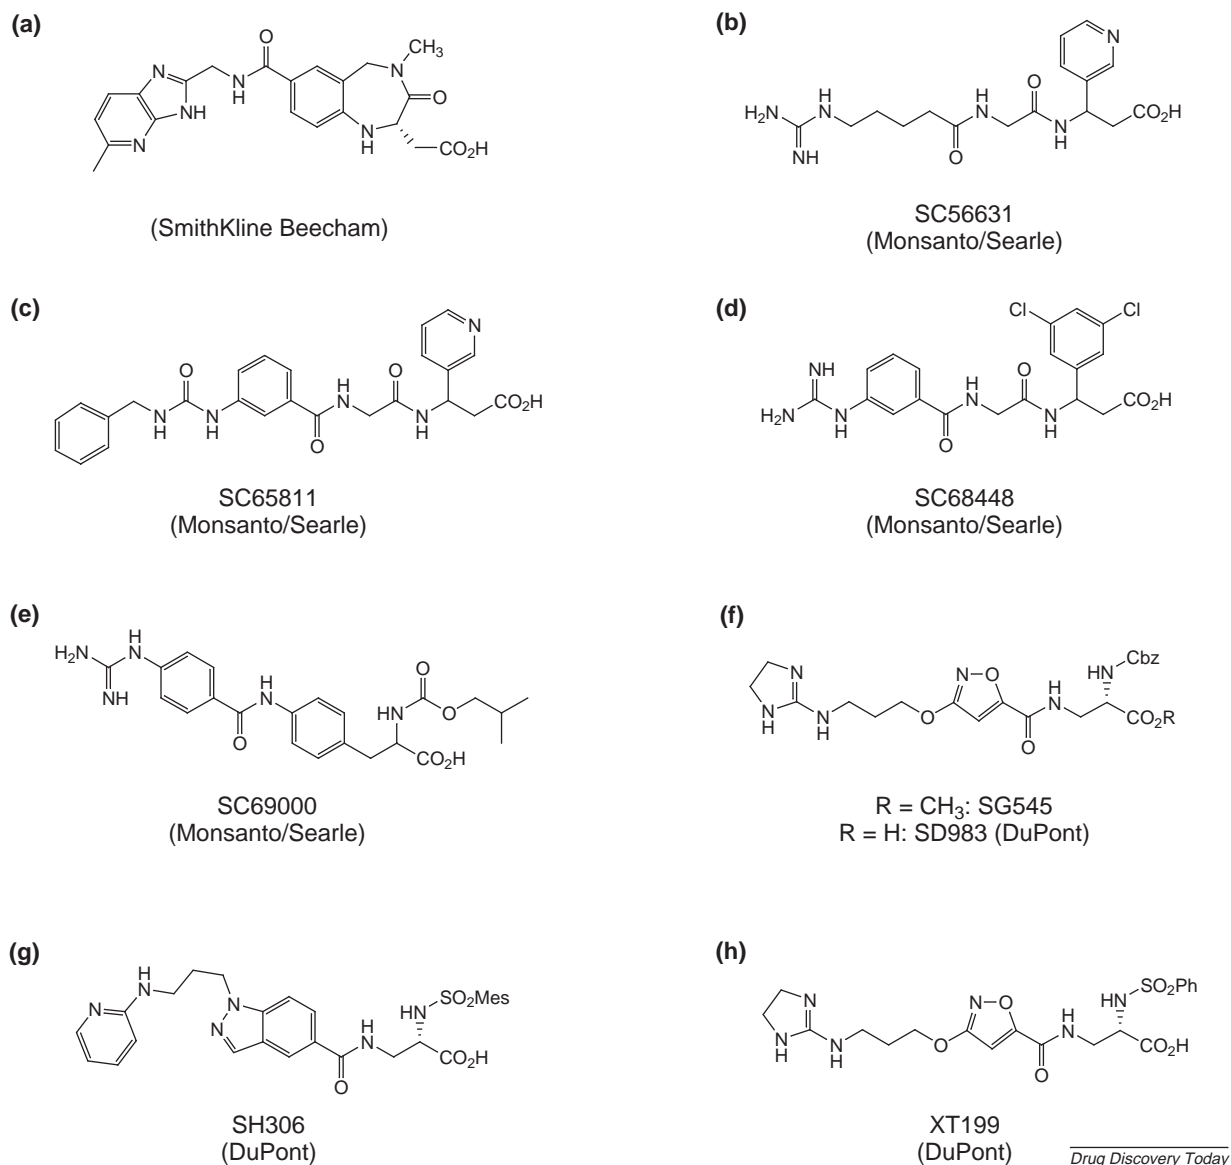 (a)
N
N
NH
N
H
O
N
CH3
O
N
H
CO2H
(SmithKline Beecham)
(b)
H2N
H
N
NH
O
H
N
O
N
H
N
CO2H
SC56631
(Monsanto/Searle)
(c)
N
H
O
N
H
O
H
N
O
N
H
N
CO2H
SC65811
(Monsanto/Searle)
(d)
Cl
Cl
NH
H2N
N
H
O
H
N
O
N
H
CO2H
SC68448
(Monsanto/Searle)
(e)
H2N
H
N
NH
O
H
N
HN
O
O
CO2H
SC69000
(Monsanto/Searle)
(f)
N
N
H
N
H
O
N
O
O
H
N
HN
Cbz
CO2R
R = CH3: SG545
R = H: SD983 (DuPont)
(g)
N
H
N
N
N
O
H
N
HN
SO2Mes
CO2H
SH306
(DuPont)
(h)
N
N
H
N
H
O
N
O
O
H
N
HN
SO2Ph
CO2H
XT199
(DuPont)
Drug Discovery Today